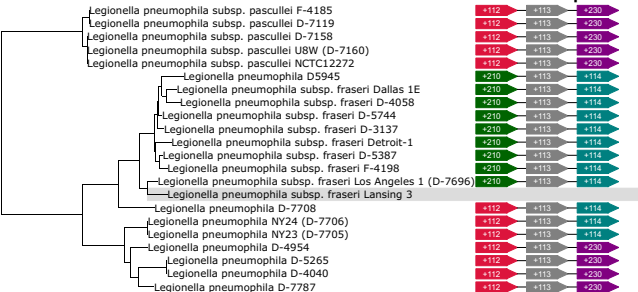 Legionella pneumophila subsp. pascullei F-4185 +112 +113 +230
Legionella pneumophila subsp. pascullei D-7119 +112 +113 +230
Legionella pneumophila subsp. pascullei D-7158 +112 +113 +230
Legionella pneumophila subsp. pascullei U8W (D-7160) +112 +113 +230
Legionella pneumophila subsp. pascullei NCTC12272 +112 +113 +230
Legionella pneumophila D5945 +210 +113 +114
Legionella pneumophila subsp. fraseri Dallas 1E +210 +113 +114
Legionella pneumophila subsp. fraseri D-4058 +210 +113 +114
Legionella pneumophila subsp. fraseri D-5744 +210 +113 +114
Legionella pneumophila subsp. fraseri D-3137 +210 +113 +114
Legionella pneumophila subsp. fraseri Detroit-1 +210 +113 +114
Legionella pneumophila subsp. fraseri D-5387 +210 +113 +114
Legionella pneumophila subsp. fraseri F-4198 +210 +113 +114
Legionella pneumophila subsp. fraseri Los Angeles 1 (D-7696) +210 +113 +114
Legionella pneumophila subsp. fraseri Lansing 3
Legionella pneumophila D-7708 +112 +113 +114
Legionella pneumophila NY24 (D-7706) +112 +113 +114
Legionella pneumophila NY23 (D-7705) +112 +113 +114
Legionella pneumophila D-4954 +112 +113 +230
Legionella pneumophila D-5265 +112 +113 +230
Legionella pneumophila D-4040 +112 +113 +230
Legionella pneumophila D-7787 +112 +113 +230